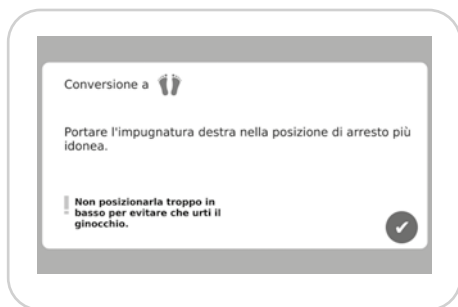 Conversione a
Portare l'impugnatura destra nella posizione di arresto più
idonea.
Non posizionarla troppo in
basso per evitare che urti il
ginocchio.